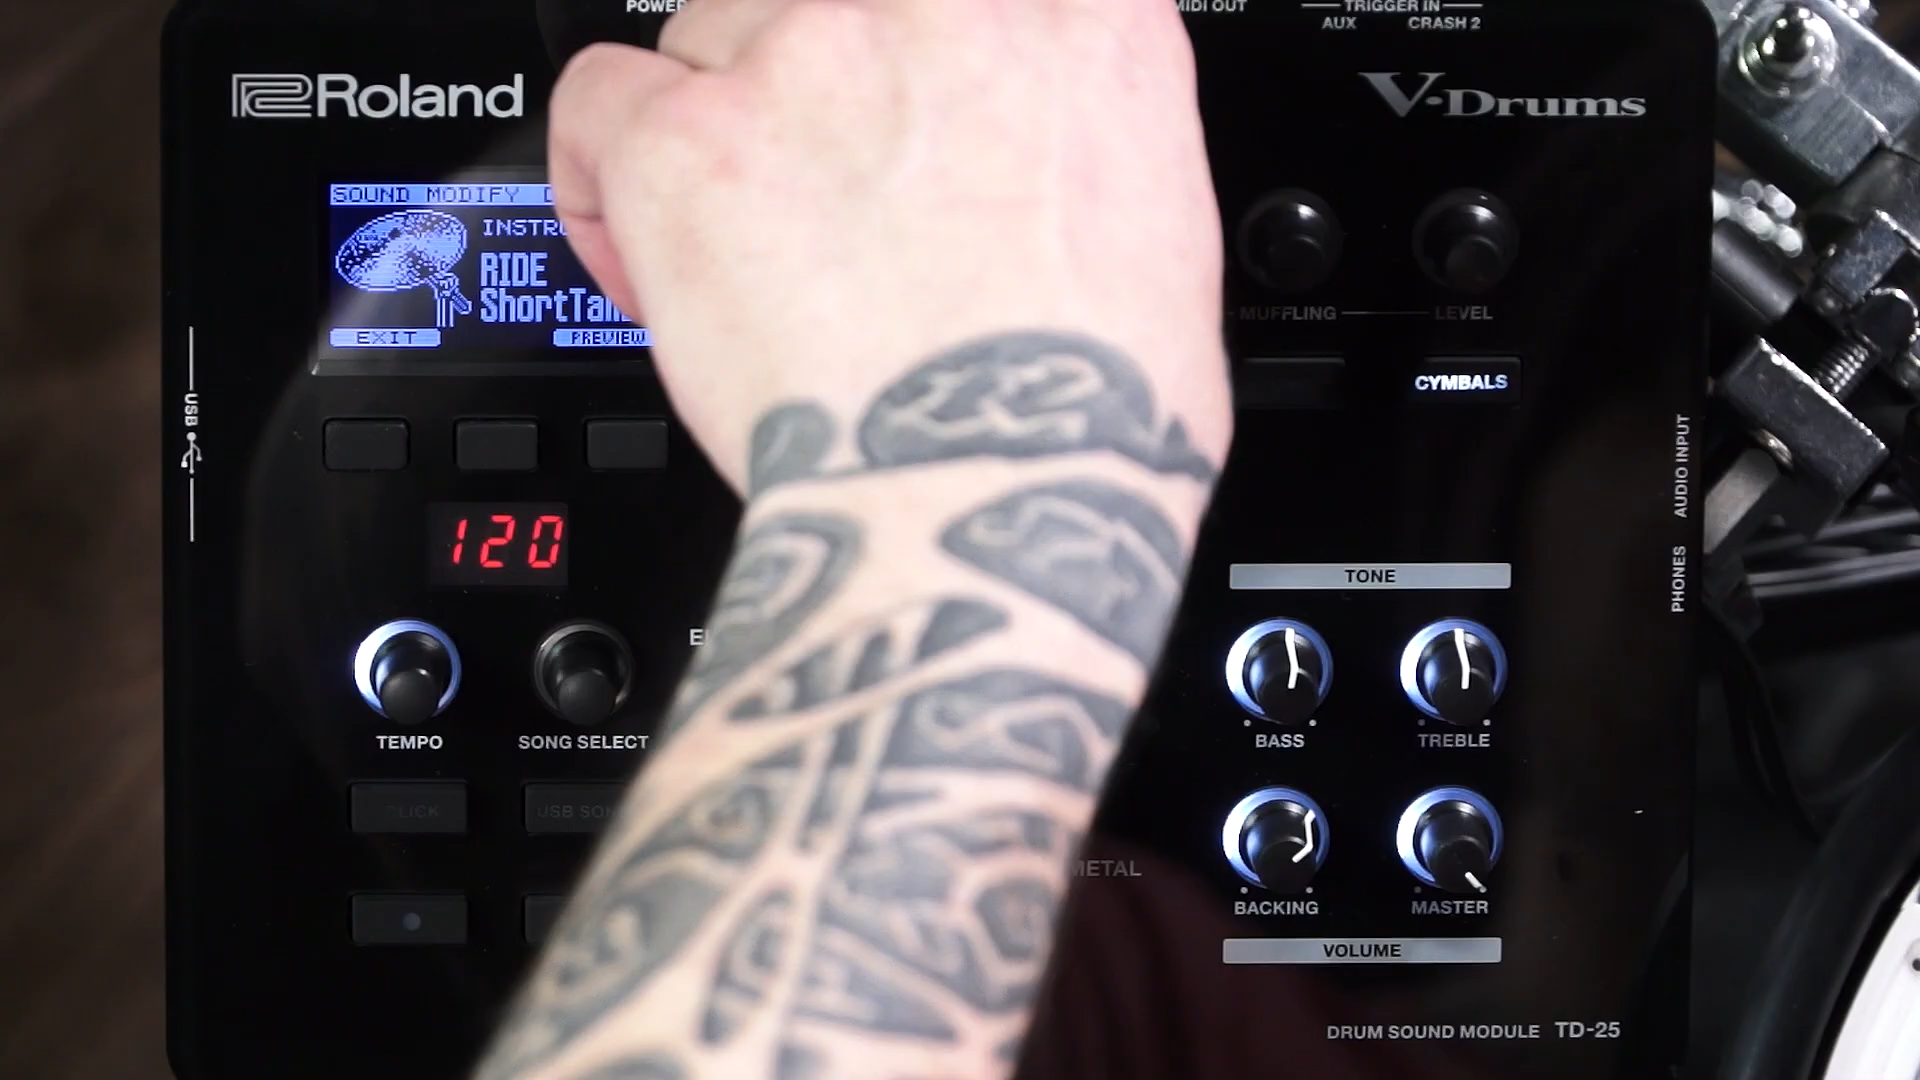 POWER
MIDI OUT
TRIGGER IN
AUX
CRASH 2
Roland
V-Drums
SOUND MODIFY
RIDE
EXIT
PREVIEW
MUFFLING
LEVEL
CYMBALS
USB
AUDIO INPUT
PHONES
120
TONE
TEMPO
SONG SELECT
BASS
TREBLE
CLICK
USB
METAL
BACKING
MASTER
VOLUME
DRUM SOUND MODULE TD-25